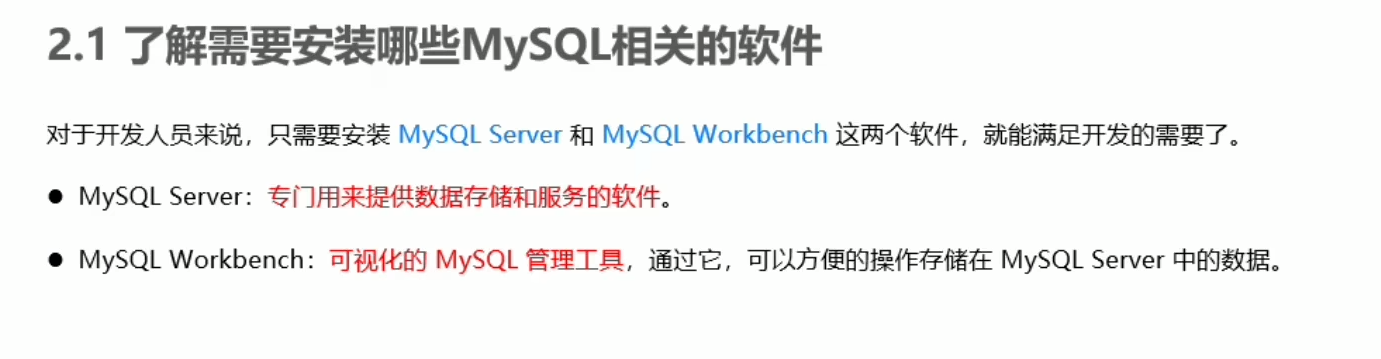 2.1 了解需要安装哪些MySQL相关的软件
对于开发人员来说，只需要安装 MySQL Server 和 MySQL Workbench 这两个软件，就能满足开发的需要了。
● MySQL Server：专门用来提供数据存储和服务的软件。
● MySQL Workbench：可视化的 MySQL 管理工具，通过它，可以方便的操作存储在 MySQL Server 中的数据。